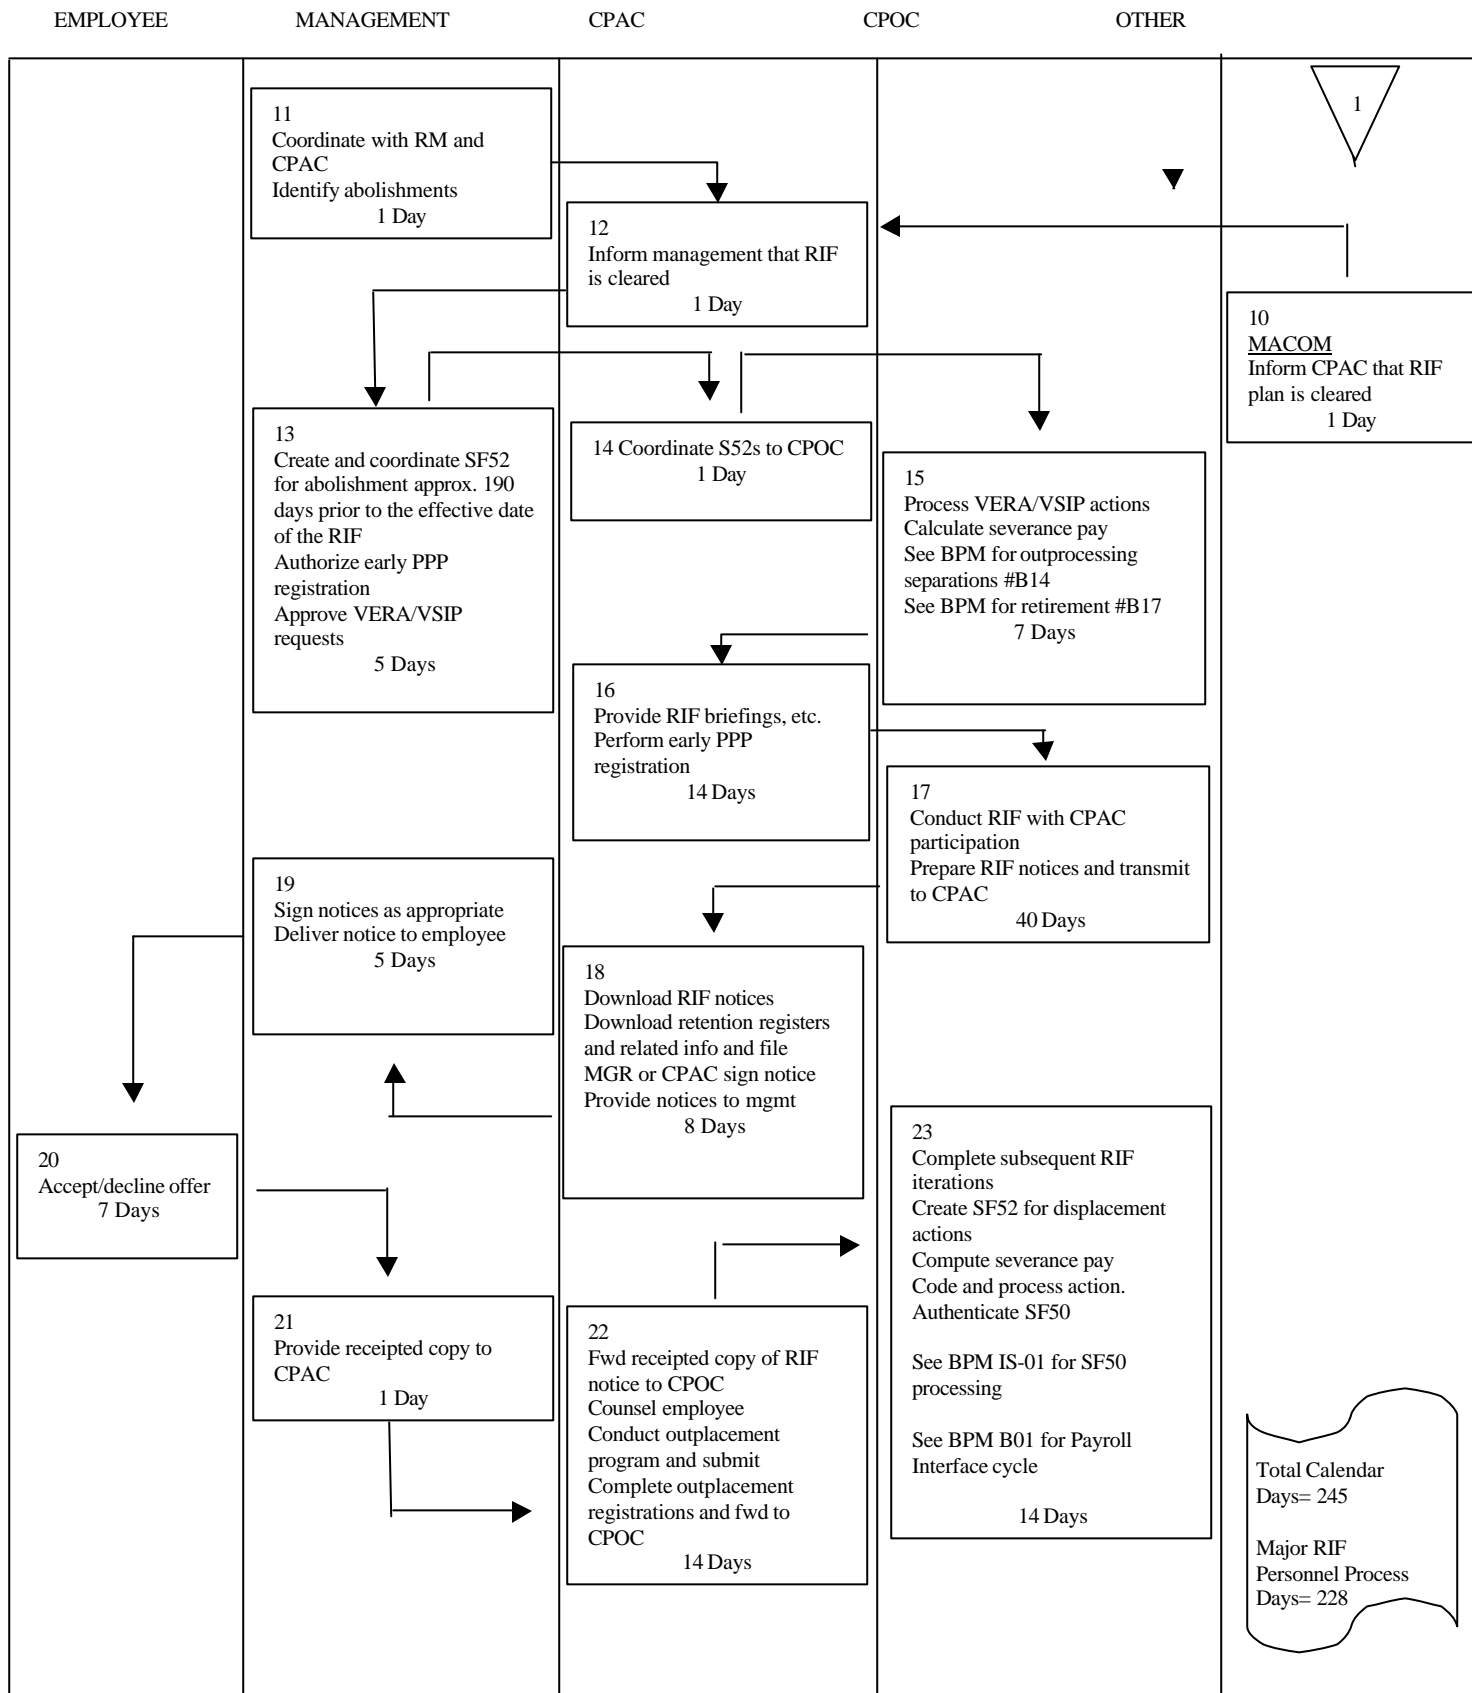 EMPLOYEE
MANAGEMENT
CPAC
CPOC
OTHER
1
11
Coordinate with RM and
CPAC
Identify abolishments
1 Day
12
Inform management that RIF
is cleared
1 Day
10
MACOM
Inform CPAC that RIF
plan is cleared
1 Day
13
Create and coordinate SF52
for abolishment approx. 190
days prior to the effective date
of the RIF
Authorize early PPP
registration
Approve VERA/VSIP
requests
5 Days
14 Coordinate S52s to CPOC
1 Day
15
Process VERA/VSIP actions
Calculate severance pay
See BPM for outprocessing
separations #B14
See BPM for retirement #B17
7 Days
16
Provide RIF briefings, etc.
Perform early PPP
registration
14 Days
17
Conduct RIF with CPAC
participation
Prepare RIF notices and transmit
to CPAC
40 Days
19
Sign notices as appropriate
Deliver notice to employee
5 Days
18
Download RIF notices
Download retention registers
and related info and file
MGR or CPAC sign notice
Provide notices to mgmt
8 Days
20
Accept/decline offer
7 Days
23
Complete subsequent RIF
iterations
Create SF52 for displacement
actions
Compute severance pay
Code and process action.
Authenticate SF50
See BPM IS-01 for SF50
processing
See BPM B01 for Payroll
Interface cycle
14 Days
21
Provide receipted copy to
CPAC
1 Day
22
Fwd receipted copy of RIF
notice to CPOC
Counsel employee
Conduct outplacement
program and submit
Complete outplacement
registrations and fwd to
CPOC
14 Days
Total Calendar
Days= 245
Major RIF
Personnel Process
Days= 228